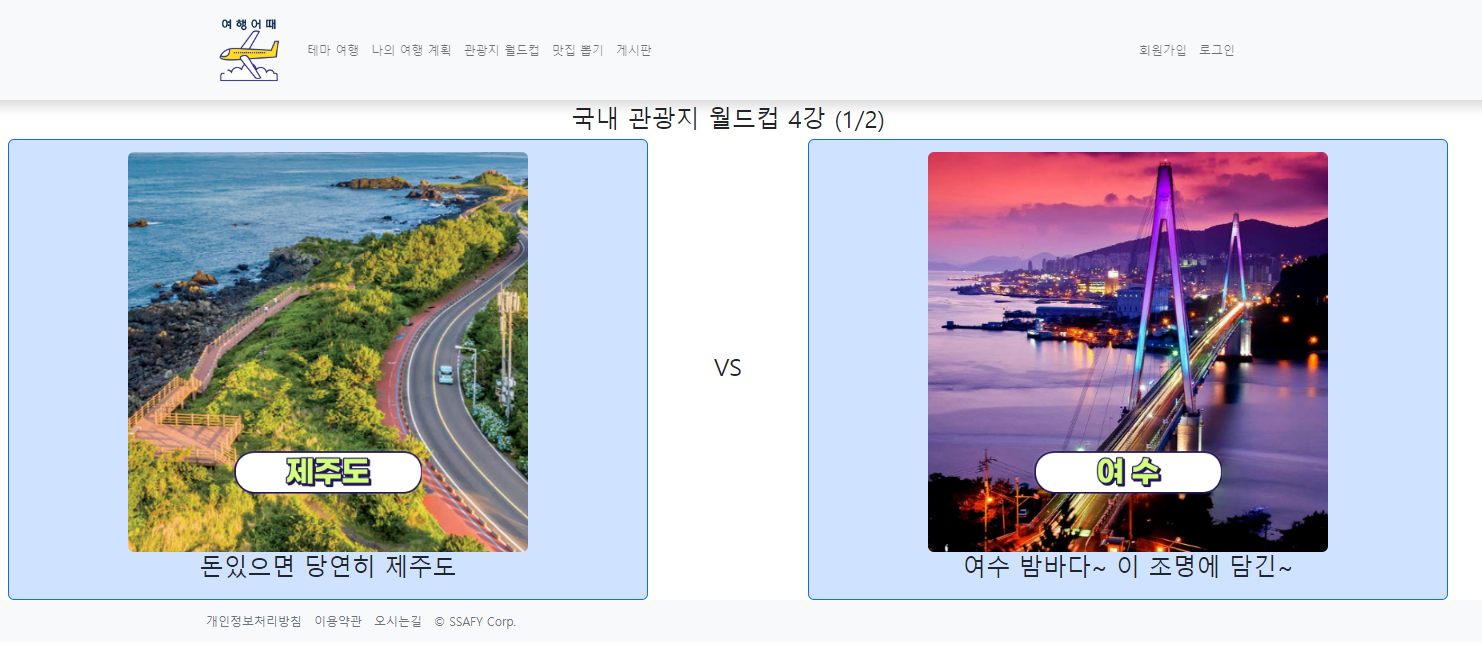 여행어때
테마 여행 나의 여행 계획 관광지 월드컵 맛집 뽑기 게시판 회원가입 로그인
국내 관광지 월드컵 4강 (1/2)
제주도
돈있으면 당연히 제주도
VS
여수
여수 밤바다~ 이 조명에 담긴~
개인정보처리방침 이용약관 오시는길 © SSAFY Corp.